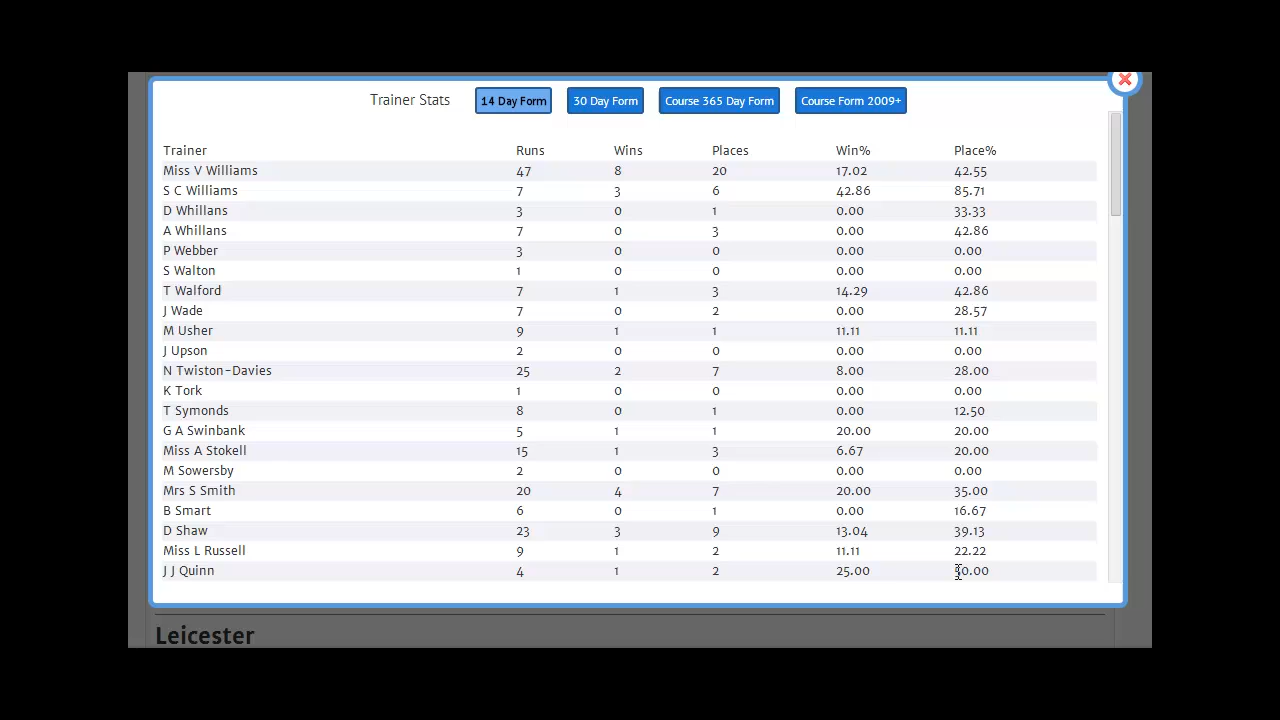 Trainer Stats 14 Day Form 30 Day Form Course 365 Day Form Course Form 2009+
Trainer Runs Wins Places Win% Place%
Miss V Williams 47 8 20 17.02 42.55
S C Williams 7 3 6 42.86 85.71
D Whillans 3 0 1 0.00 33.33
A Whillans 7 0 3 0.00 42.86
P Webber 3 0 0 0.00 0.00
S Walton 1 0 0 0.00 0.00
T Walford 7 1 3 14.29 42.86
J Wade 7 0 2 0.00 28.57
M Usher 9 1 1 11.11 11.11
J Upson 2 0 0 0.00 0.00
N Twiston-Davies 25 2 7 8.00 28.00
K Tork 1 0 0 0.00 0.00
T Symonds 8 0 1 0.00 12.50
G A Swinbank 5 1 1 20.00 20.00
Miss A Stokell 15 1 3 6.67 20.00
M Sowersby 2 0 0 0.00 0.00
Mrs S Smith 20 4 7 20.00 35.00
B Smart 6 0 1 0.00 16.67
D Shaw 23 3 9 13.04 39.13
Miss L Russell 9 1 2 11.11 22.22
J J Quinn 4 1 2 25.00
Leicester